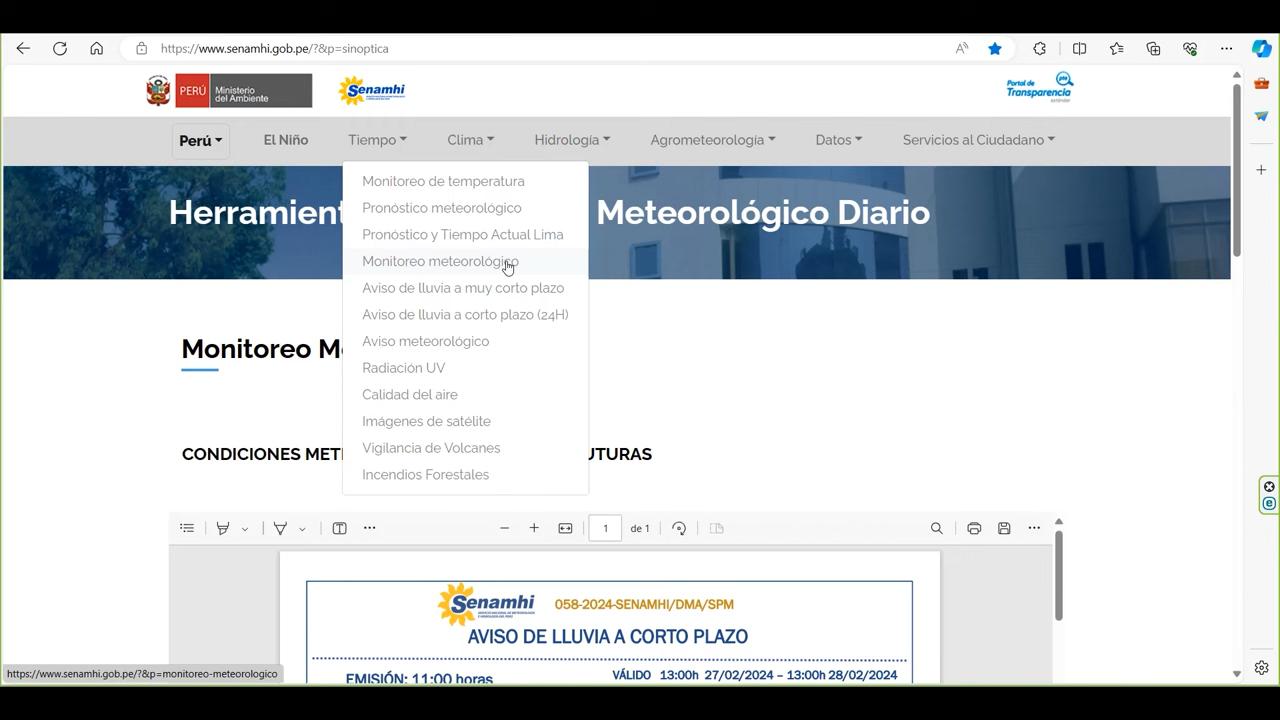 https://www.senamhi.gob.pe/?&p=sinoptica
PERÚ Ministerio del Ambiente
Senamhi
Portal de Transparencia
Perú
El Niño
Tiempo
Clima
Hidrología
Agrometeorología
Datos
Servicios al Ciudadano
Herramient
Meteorológico Diario
Monitoreo de temperatura
Pronóstico meteorológico
Pronóstico y Tiempo Actual Lima
Monitoreo meteorológico
Aviso de lluvia a muy corto plazo
Aviso de lluvia a corto plazo (24H)
Aviso meteorológico
Radiación UV
Calidad del aire
Imágenes de satélite
Vigilancia de Volcanes
Incendios Forestales
Monitoreo M
CONDICIONES MET
UTURAS
1 de 1
Senamhi
058-2024-SENAMHI/DMA/SPM
AVISO DE LLUVIA A CORTO PLAZO
EMISIÓN: 11:00 horas
VÁLIDO 13:00h 27/02/2024 – 13:00h 28/02/2024
https://www.senamhi.gob.pe/?&p=monitoreo-meteorologico